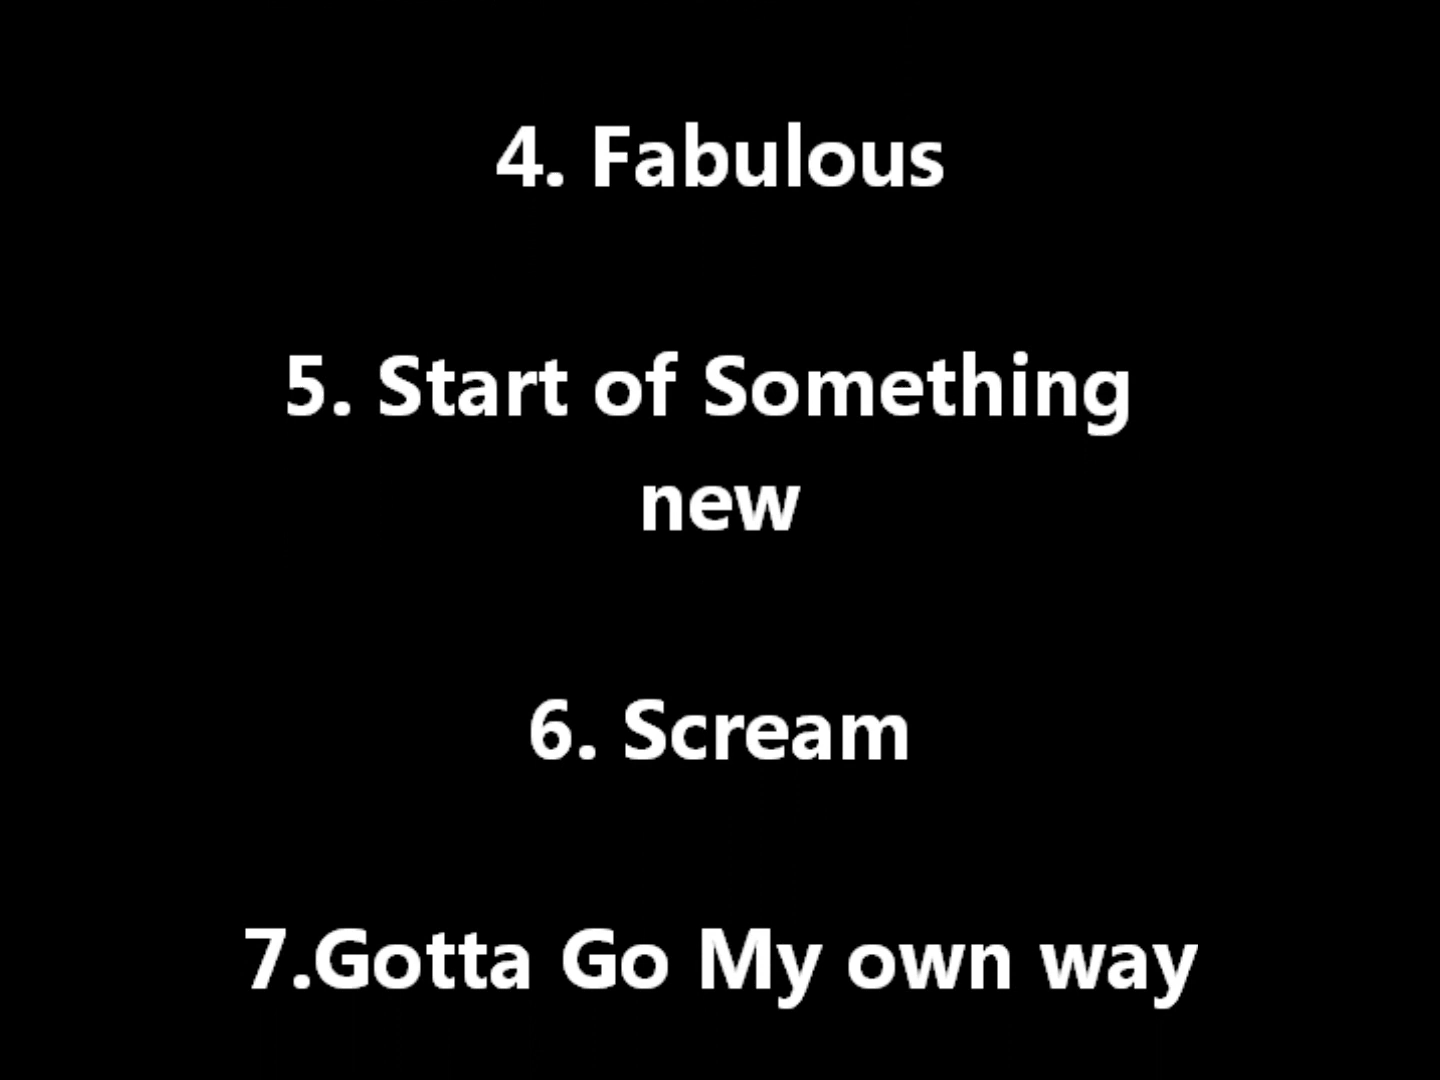 4. Fabulous
5. Start of Something
new
6. Scream
7.Gotta Go My own way